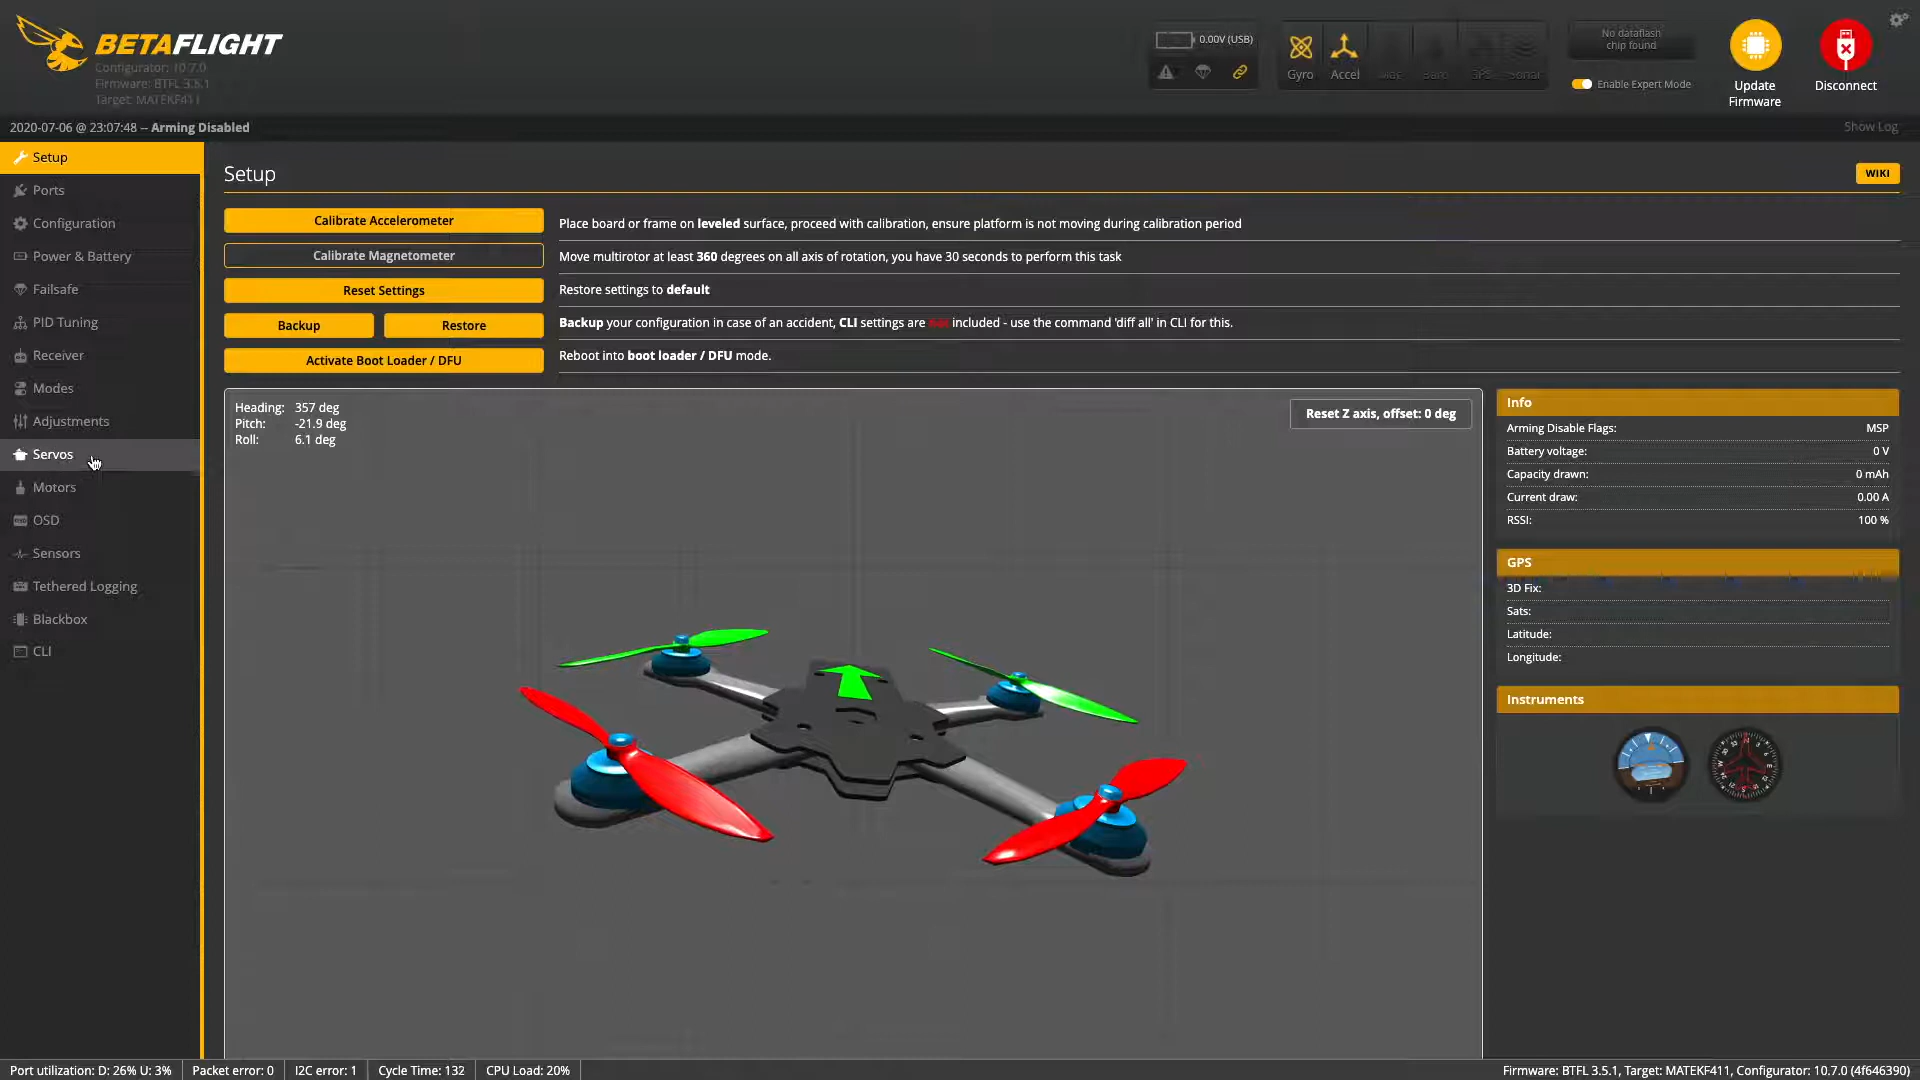 BETAFLIGHT
Configurator: 10.7.0
Firmware: BTFL 3.5.1
Target: MATEKF411
0.00V (USB)
Gyro
Accel
Mag
Baro
GPS
Sonar
No dataflash
chip found
Enable Expert Mode
Update
Firmware
Disconnect
2020-07-06 @ 23:07:48 -- Arming Disabled
Show Log
Setup
Ports
Configuration
Power & Battery
Failsafe
PID Tuning
Receiver
Modes
Adjustments
Servos
Motors
OSD
Sensors
Tethered Logging
Blackbox
CLI
Setup
WIKI
Calibrate Accelerometer
Place board or frame on leveled surface, proceed with calibration, ensure platform is not moving during calibration period
Calibrate Magnetometer
Move multirotor at least 360 degrees on all axis of rotation, you have 30 seconds to perform this task
Reset Settings
Restore settings to default
Backup
Restore
Backup your configuration in case of an accident, CLI settings are not included - use the command 'diff all' in CLI for this.
Activate Boot Loader / DFU
Reboot into boot loader / DFU mode.
Heading: 357 deg
Pitch: -21.9 deg
Roll: 6.1 deg
Reset Z axis, offset: 0 deg
Info
Arming Disable Flags: MSP
Battery voltage: 0 V
Capacity drawn: 0 mAh
Current draw: 0.00 A
RSSI: 100 %
GPS
3D Fix:
Sats:
Latitude:
Longitude:
Instruments
Port utilization: D: 26% U: 3%
Packet error: 0
I2C error: 1
Cycle Time: 132
CPU Load: 20%
Firmware: BTFL 3.5.1, Target: MATEKF411, Configurator: 10.7.0 (4f646390)